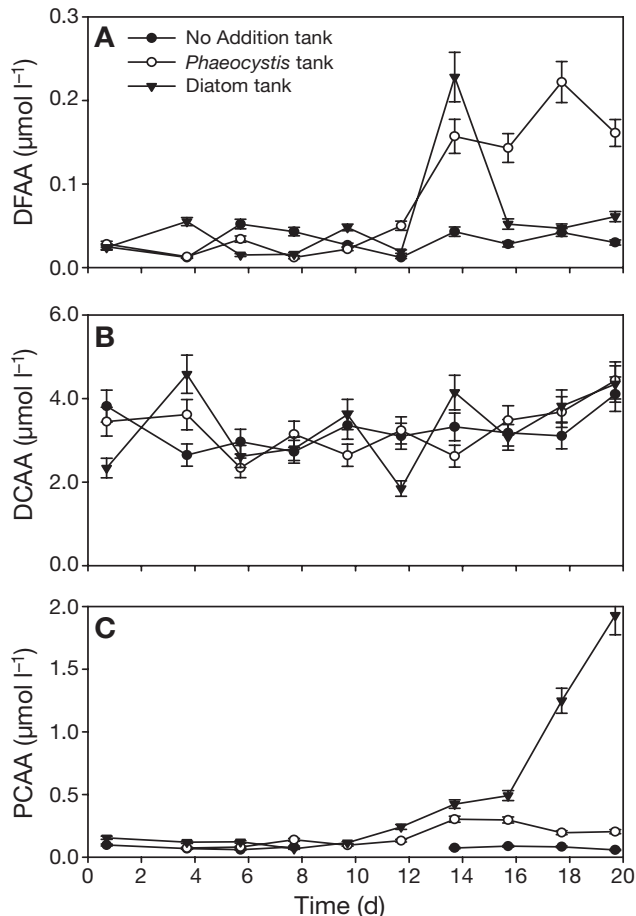 0.3
A
No Addition tank
Phaeocystis tank
Diatom tank
0.2
0.1
0.0
DFAA (µmol l⁻¹)
6.0
B
4.0
2.0
0.0
DCAA (µmol l⁻¹)
2.0
C
1.5
1.0
0.5
0.0
PCAA (µmol l⁻¹)
0 2 4 6 8 10 12 14 16 18 20
Time (d)